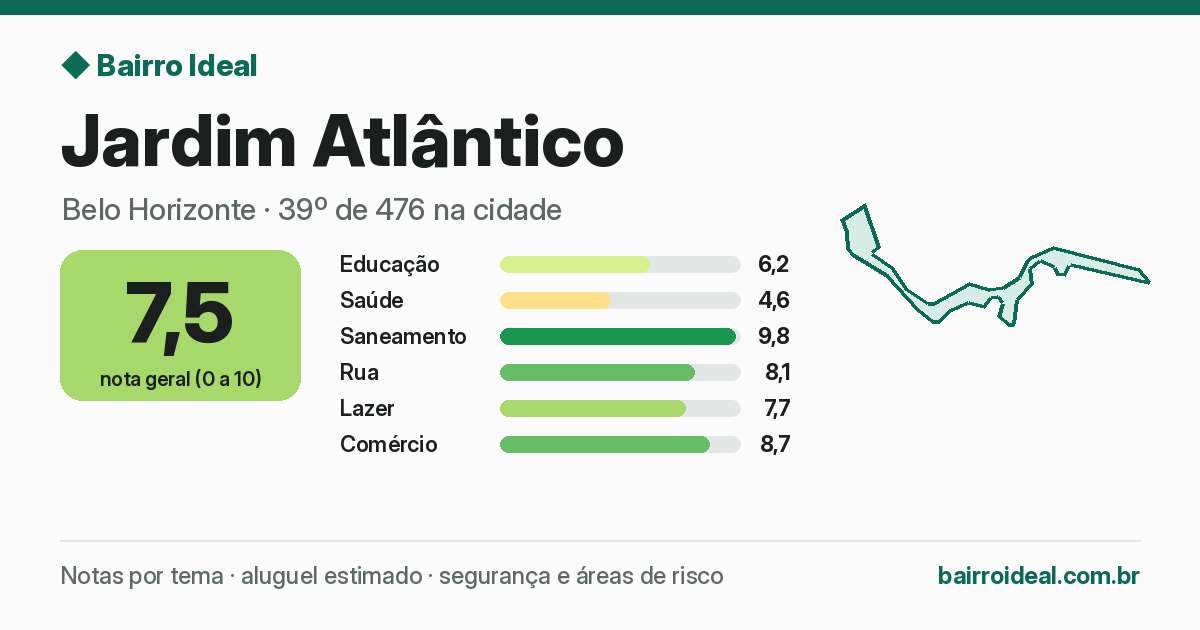 Bairro Ideal
Jardim Atlântico
Belo Horizonte · 39º de 476 na cidade
7,5
nota geral (0 a 10)
Educação 6,2
Saúde 4,6
Saneamento 9,8
Rua 8,1
Lazer 7,7
Comércio 8,7
Notas por tema · aluguel estimado · segurança e áreas de risco
bairroideal.com.br